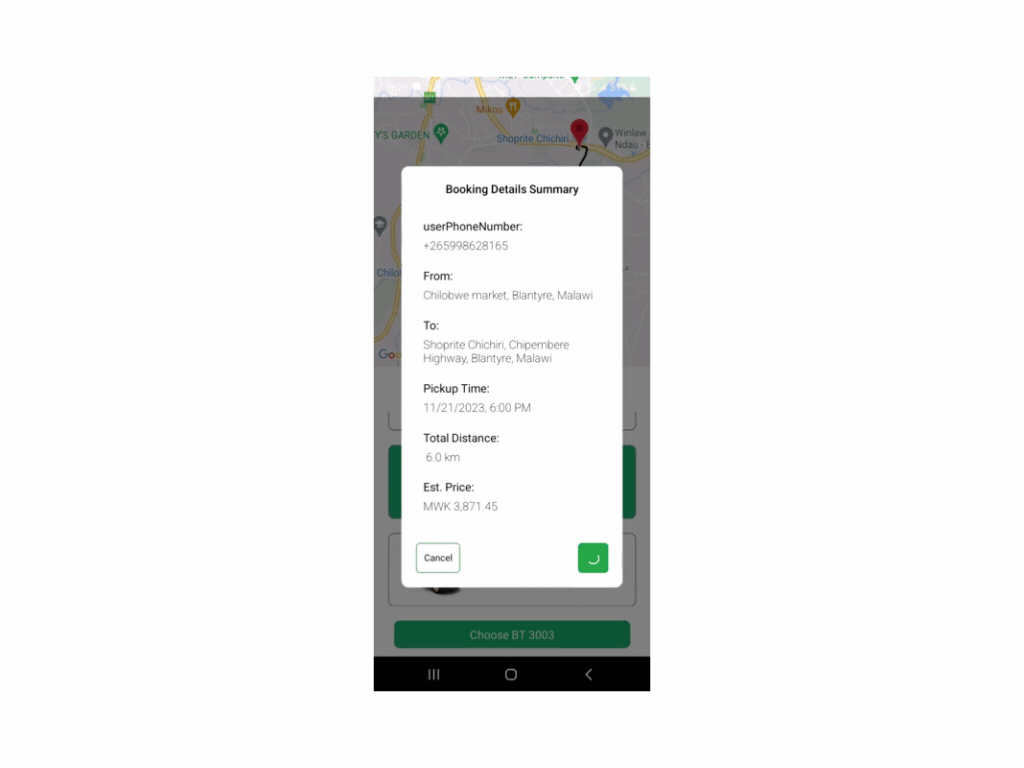 Mikos
Y'S GARDEN
Shoprite Chichiri
Winlaw
Ndau - E
Booking Details Summary
userPhoneNumber:
+265998628165
From:
Chilobwe market, Blantyre, Malawi
Chilo
To:
Shoprite Chichiri, Chipembere
Highway, Blantyre, Malawi
Goo
Pickup Time:
11/21/2023, 6:00 PM
Total Distance:
6.0 km
Est. Price:
MWK 3,871.45
Cancel
Choose BT 3003